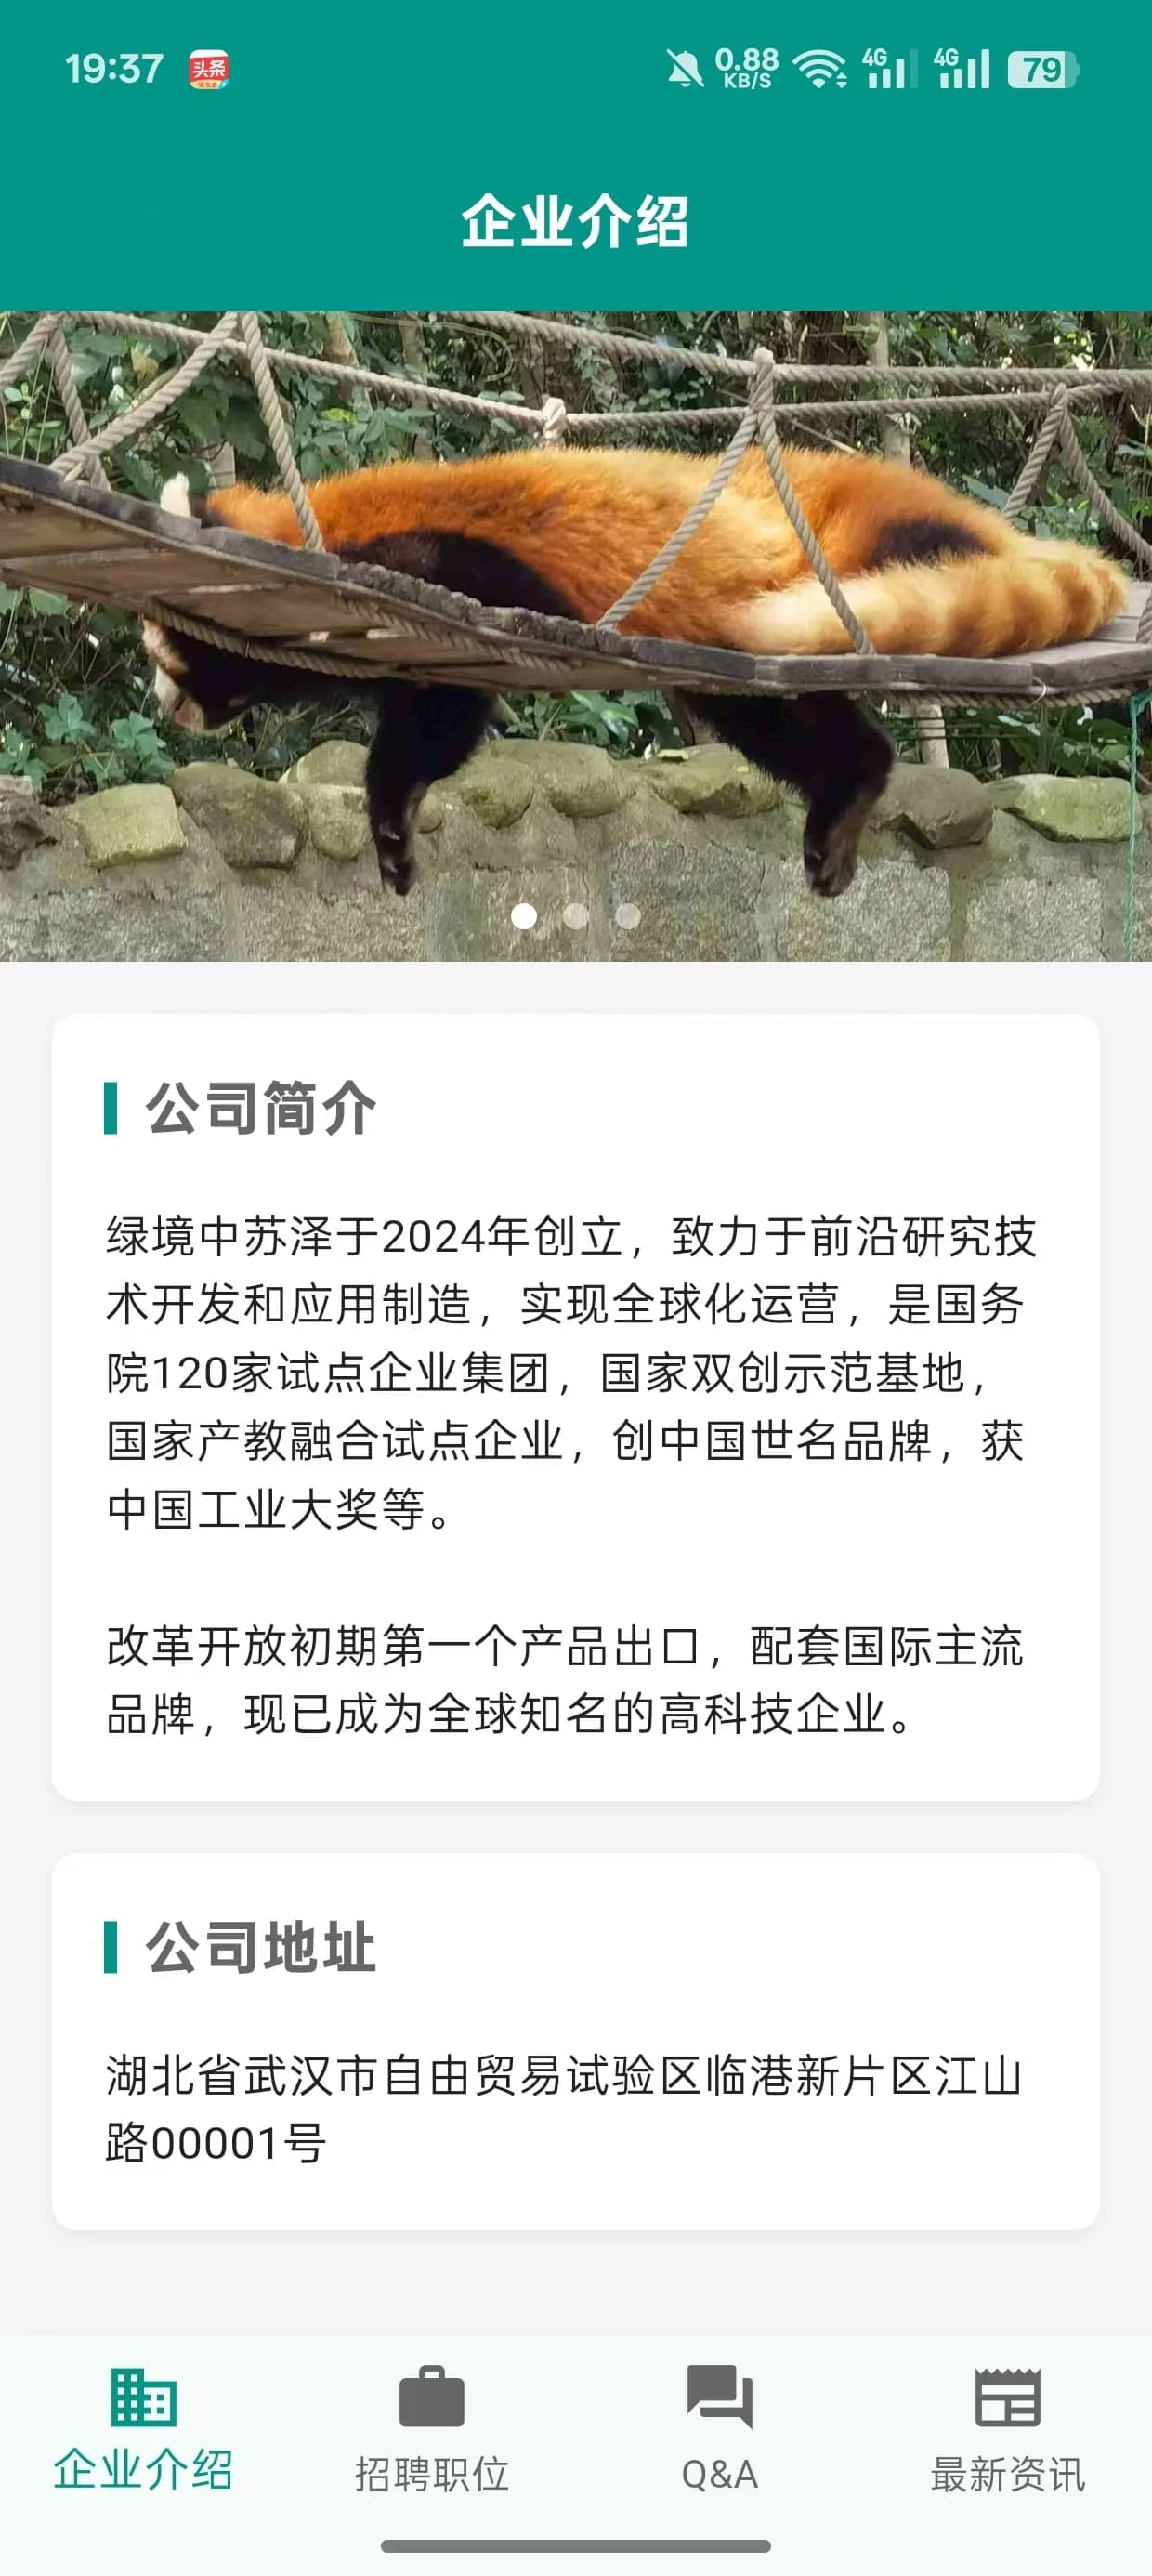 19:37
头条
0.88
KB/S
4G
4G
79
企业介绍
公司简介
绿境中苏泽于2024年创立，致力于前沿研究技
术开发和应用制造，实现全球化运营，是国务
院120家试点企业集团，国家双创示范基地，
国家产教融合试点企业，创中国世名品牌，获
中国工业大奖等。
改革开放初期第一个产品出口，配套国际主流
品牌，现已成为全球知名的高科技企业。
公司地址
湖北省武汉市自由贸易试验区临港新片区江山
路00001号
企业介绍
招聘职位
Q&A
最新资讯